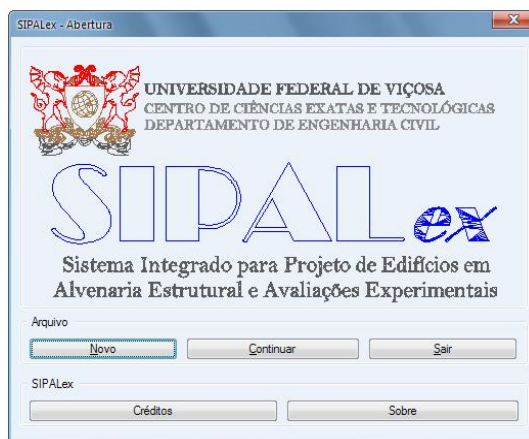 SIPALex - Abertura
UNIVERSIDADE FEDERAL DE VIÇOSA
CENTRO DE CIÊNCIAS EXATAS E TECNOLÓGICAS
DEPARTAMENTO DE ENGENHARIA CIVIL
SIPALex
Sistema Integrado para Projeto de Edifícios em
Alvenaria Estrutural e Avaliações Experimentais
Arquivo
Novo Continuar Sair
SIPALex
Créditos Sobre